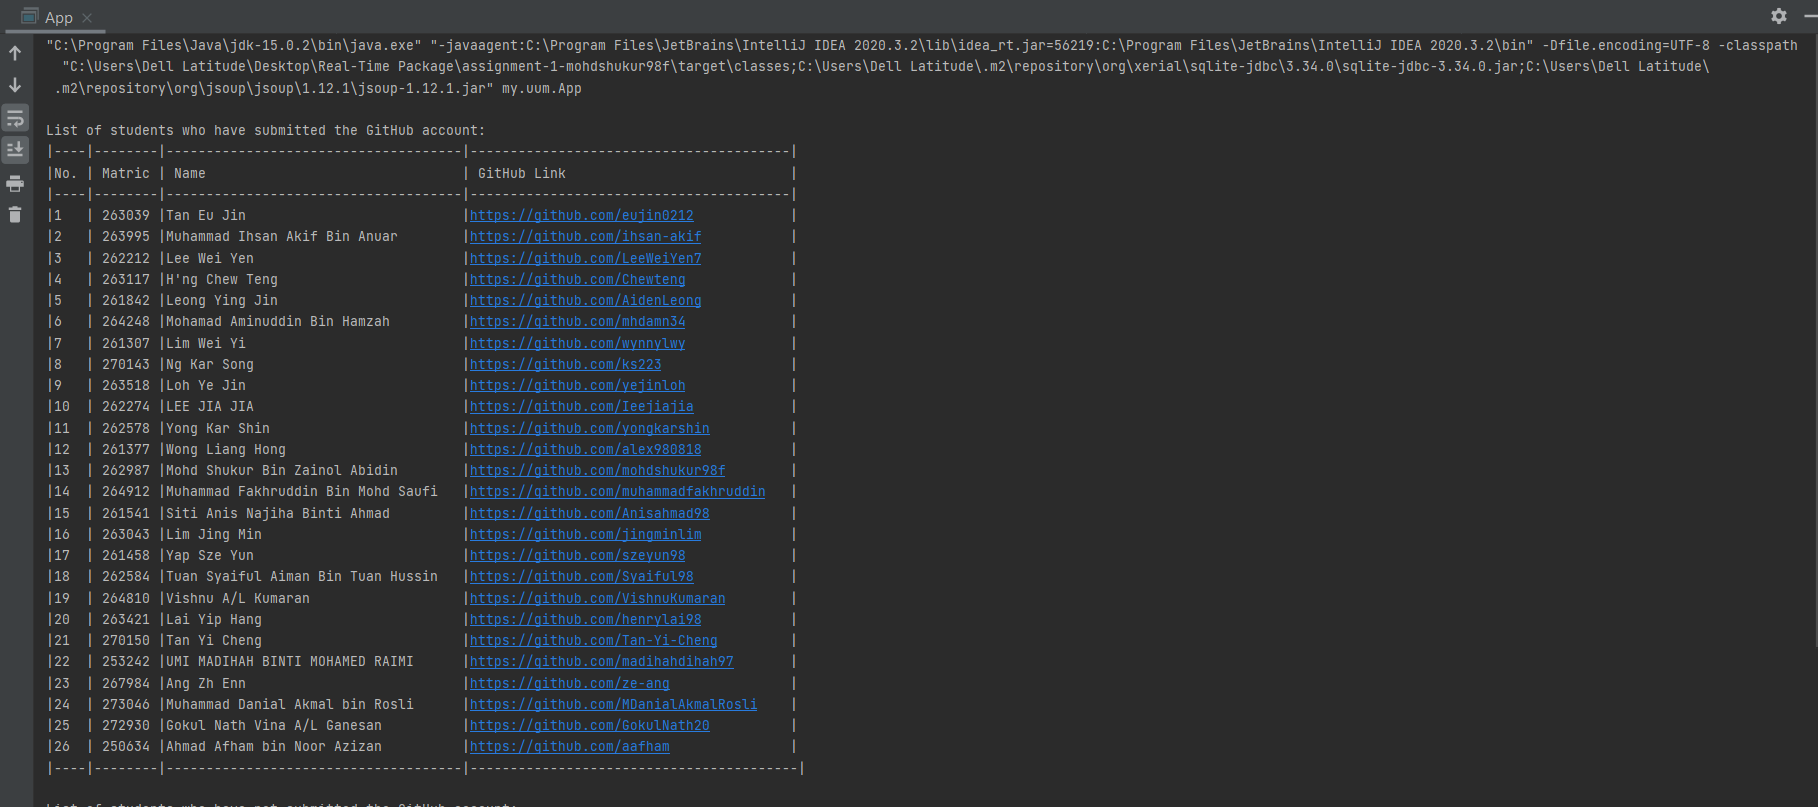 App
"C:\Program Files\Java\jdk-15.0.2\bin\java.exe" "-javaagent:C:\Program Files\JetBrains\IntelliJ IDEA 2020.3.2\lib\idea_rt.jar=56219:C:\Program Files\JetBrains\IntelliJ IDEA 2020.3.2\bin" -Dfile.encoding=UTF-8 -classpath
"C:\Users\Dell Latitude\Desktop\Real-Time Package\assignment-1-mohdshukur98f\target\classes;C:\Users\Dell Latitude\.m2\repository\org\xerial\sqlite-jdbc\3.34.0\sqlite-jdbc-3.34.0.jar;C:\Users\Dell Latitude\
.m2\repository\org\jsoup\jsoup\1.12.1\jsoup-1.12.1.jar" my.uum.App
List of students who have submitted the GitHub account:
|----|--------|-------------------------------------|----------------------------------------|
|No. | Matric | Name | GitHub Link |
|----|--------|-------------------------------------|----------------------------------------|
|1 | 263039 |Tan Eu Jin |https://github.com/eujin0212 |
|2 | 263995 |Muhammad Ihsan Akif Bin Anuar |https://github.com/ihsan-akif |
|3 | 262212 |Lee Wei Yen |https://github.com/LeeWeiYen7 |
|4 | 263117 |H'ng Chew Teng |https://github.com/Chewteng |
|5 | 261842 |Leong Ying Jin |https://github.com/AidenLeong |
|6 | 264248 |Mohamad Aminuddin Bin Hamzah |https://github.com/mhdamn34 |
|7 | 261307 |Lim Wei Yi |https://github.com/wynnylwy |
|8 | 270143 |Ng Kar Song |https://github.com/ks223 |
|9 | 263518 |Loh Ye Jin |https://github.com/yejinloh |
|10 | 262274 |LEE JIA JIA |https://github.com/Ieejiajia |
|11 | 262578 |Yong Kar Shin |https://github.com/yongkarshin |
|12 | 261377 |Wong Liang Hong |https://github.com/alex980818 |
|13 | 262987 |Mohd Shukur Bin Zainol Abidin |https://github.com/mohdshukur98f |
|14 | 264912 |Muhammad Fakhruddin Bin Mohd Saufi |https://github.com/muhammadfakhruddin |
|15 | 261541 |Siti Anis Najiha Binti Ahmad |https://github.com/Anisahmad98 |
|16 | 263043 |Lim Jing Min |https://github.com/jingminlim |
|17 | 261458 |Yap Sze Yun |https://github.com/szeyun98 |
|18 | 262584 |Tuan Syaiful Aiman Bin Tuan Hussin |https://github.com/Syaiful98 |
|19 | 264810 |Vishnu A/L Kumaran |https://github.com/VishnuKumaran |
|20 | 263421 |Lai Yip Hang |https://github.com/henrylai98 |
|21 | 270150 |Tan Yi Cheng |https://github.com/Tan-Yi-Cheng |
|22 | 253242 |UMI MADIHAH BINTI MOHAMED RAIMI |https://github.com/madihahdihah97 |
|23 | 267984 |Ang Zh Enn |https://github.com/ze-ang |
|24 | 273046 |Muhammad Danial Akmal bin Rosli |https://github.com/MDanialAkmalRosli |
|25 | 272930 |Gokul Nath Vina A/L Ganesan |https://github.com/GokulNath20 |
|26 | 250634 |Ahmad Afham bin Noor Azizan |https://github.com/aafham |
|----|--------|-------------------------------------|-----------------------------------------|
List of students who have not submitted the GitHub account: